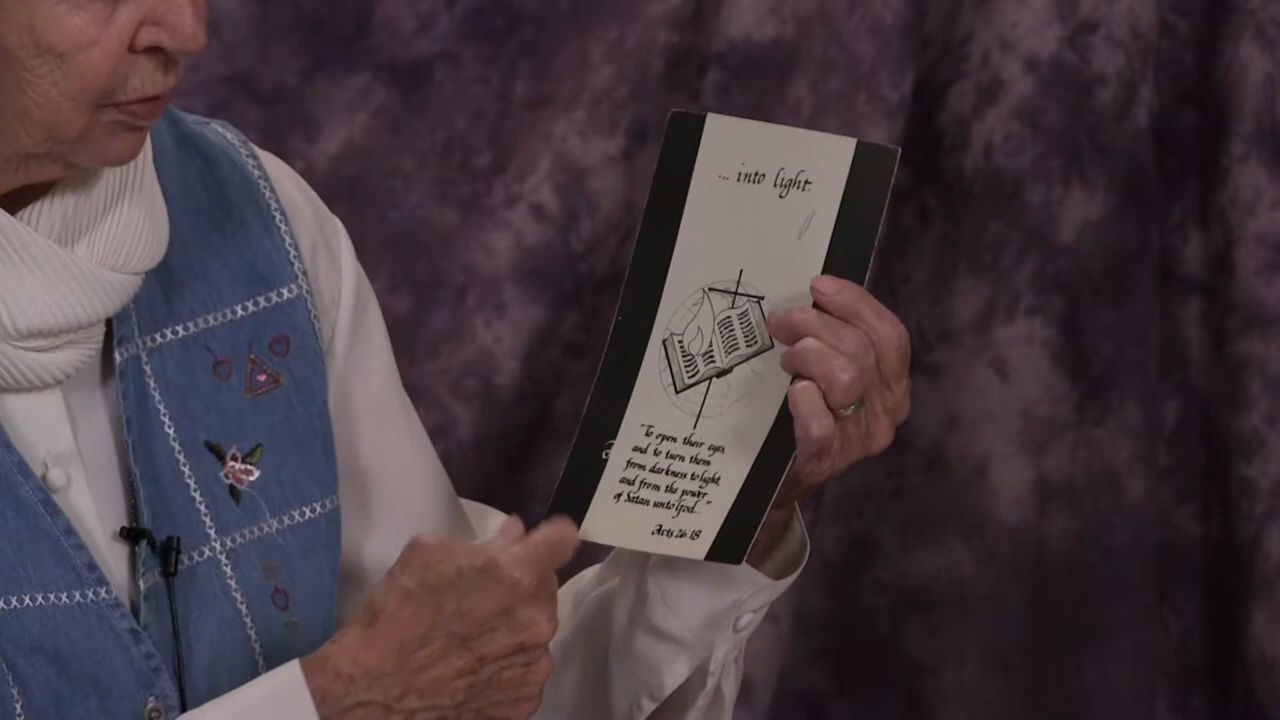 ... into light.
"To open their eyes,
and to turn them
from darkness to light,
and from the power
of Satan unto God..."
Acts 26:18